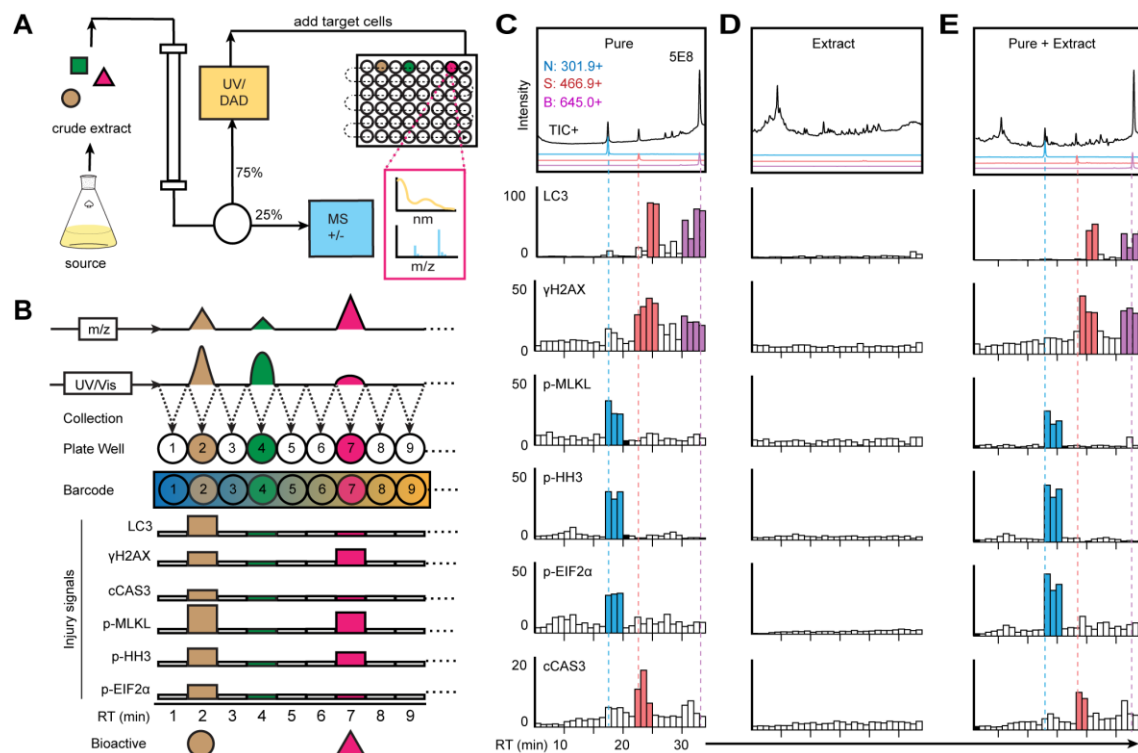 A
add target cells
UV/
DAD
crude extract
75%
25%
MS
+/-
nm
m/z
source
B
m/z
UV/Vis
Collection
Plate Well
1 2 3 4 5 6 7 8 9
Barcode
1 2 3 4 5 6 7 8 9
Injury signals
LC3
γH2AX
cCAS3
p-MLKL
p-HH3
p-EIF2α
RT (min) 1 2 3 4 5 6 7 8 9
Bioactive
C
Pure
5E8
N: 301.9+
S: 466.9+
B: 645.0+
TIC+
Intensity
100
LC3
0
50
γH2AX
0
50
p-MLKL
0
50
p-HH3
0
50
p-EIF2α
0
20
cCAS3
0
RT (min) 10 20 30
D
Extract
E
Pure + Extract